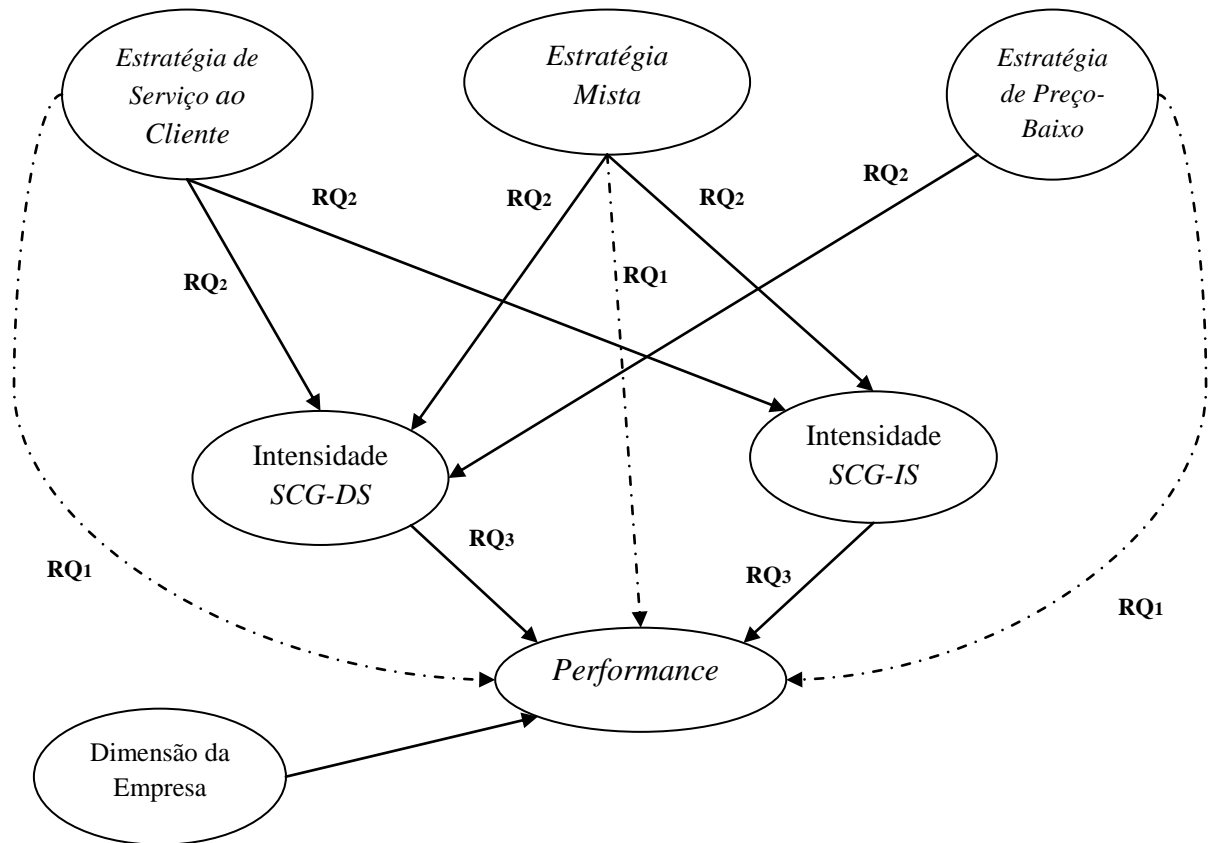 Estratégia de
Serviço ao
Cliente
Estratégia
Mista
Estratégia
de Preço-
Baixo
RQ2
RQ2
RQ2
RQ2
RQ2
RQ1
Intensidade
SCG-DS
Intensidade
SCG-IS
RQ3
RQ3
RQ1
RQ1
Performance
Dimensão da
Empresa